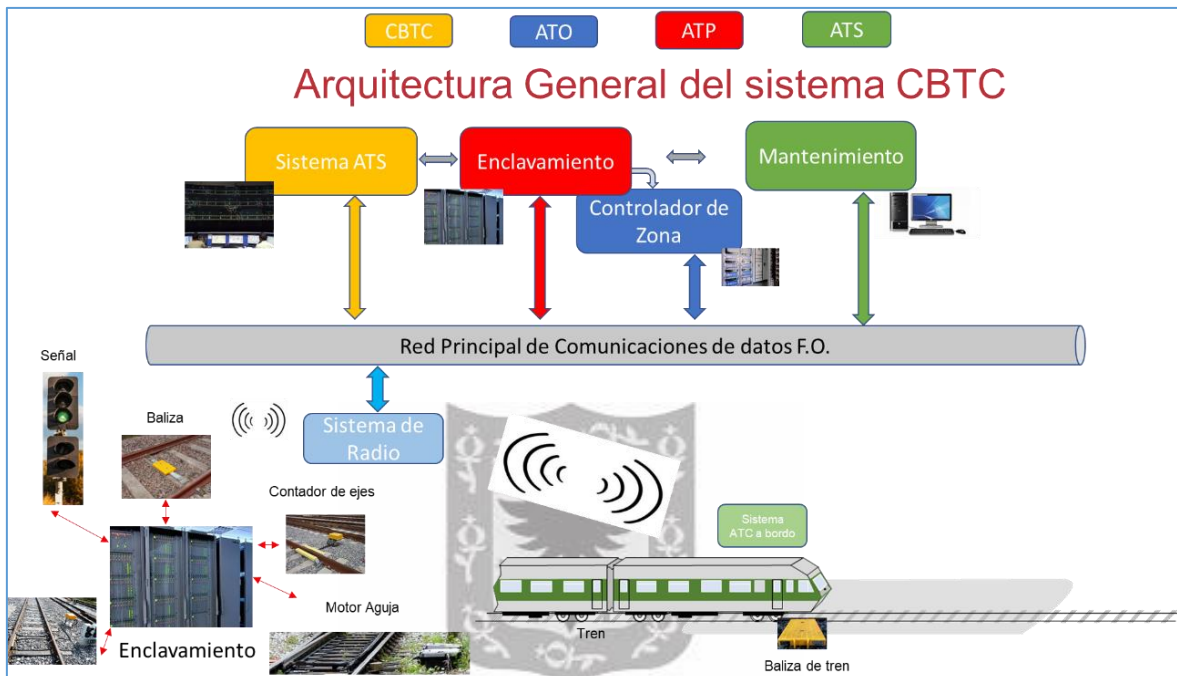 CBTC
ATO
ATP
ATS
Arquitectura General del sistema CBTC
Sistema ATS
Enclavamiento
Mantenimiento
Controlador de
Zona
Red Principal de Comunicaciones de datos F.O.
Señal
Baliza
Sistema de
Radio
Contador de ejes
Sistema
ATC a bordo
Motor Aguja
Enclavamiento
Tren
Baliza de tren